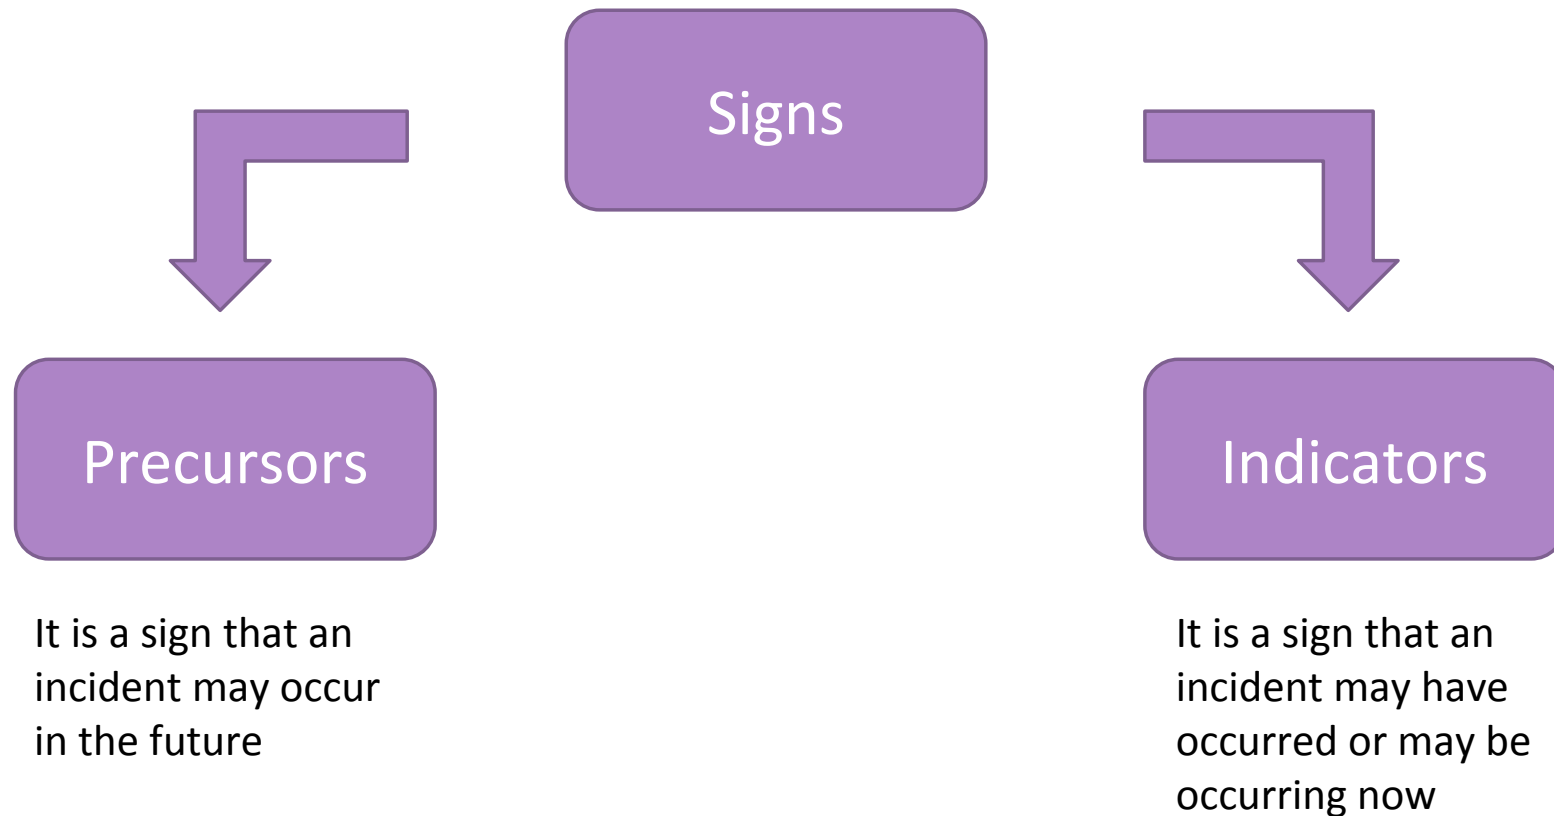 Signs
Precursors
Indicators
It is a sign that an
incident may occur
in the future
It is a sign that an
incident may have
occurred or may be
occurring now